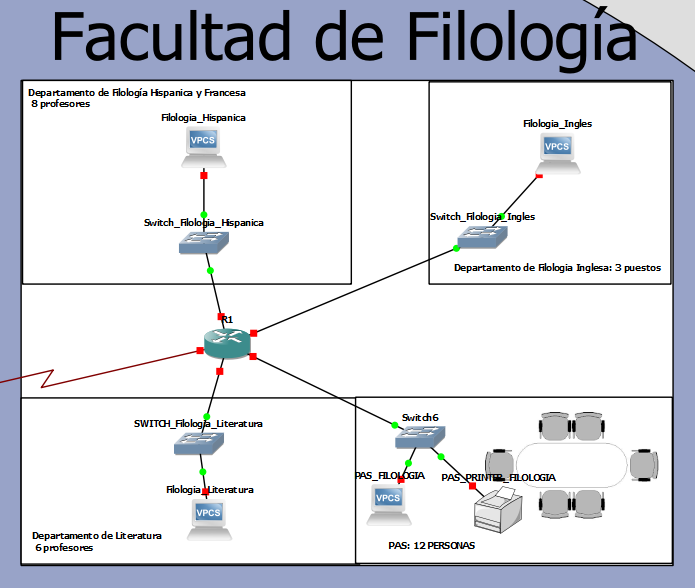 Facultad de Filología
Departamento de Filología Hispanica y Francesa
8 profesores
Filologia_Hispanica
VPCS
Switch_Filologia_Hispanica
Filologia_Ingles
VPCS
Switch_Filologia_Ingles
Departamento de Filologia Inglesa: 3 puestos
R1
SWITCH_Filologia_Literatura
Filologia_Literatura
VPCS
Departamento de Literatura
6 profesores
Switch6
PAS_FILOLOGIA
PAS_PRINTER_FILOLOGIA
VPCS
PAS: 12 PERSONAS